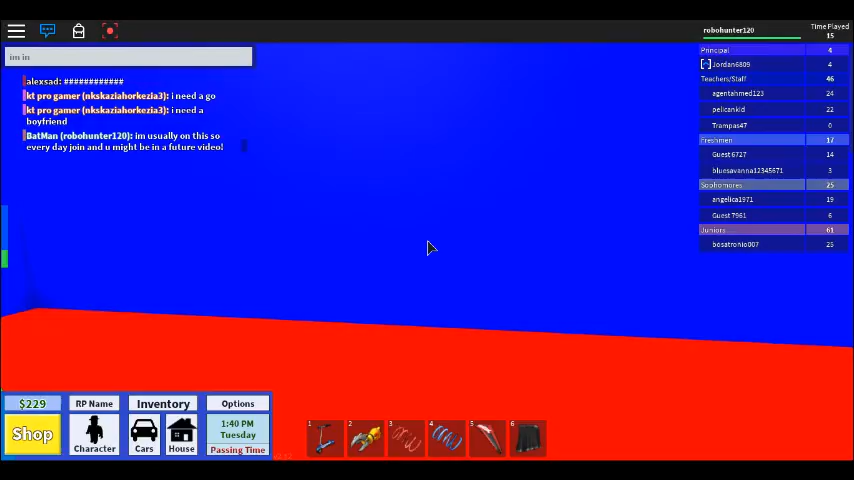 robohunter120
Time Played
15
im in
alexsad: ############
kt pro gamer (nkskaziahorkezia3): i need a go
kt pro gamer (nkskaziahorkezia3): i need a
boyfriend
BatMan (robohunter120): im usually on this so
every day join and u might be in a future video!
Principal 4
Jordan6809 4
Teachers/Staff 46
agentahmed123 24
pelicankid 22
Trampas47 0
Freshmen 17
Guest 6727 14
bluesavanna12345671 3
Sophomores 25
angelica1971 19
Guest 7961 6
Juniors 61
bosatronio007 25
$229 RP Name Inventory Options
Shop
Character
Cars
House
1:40 PM
Tuesday
Passing Time
1 2 3 4 5 6